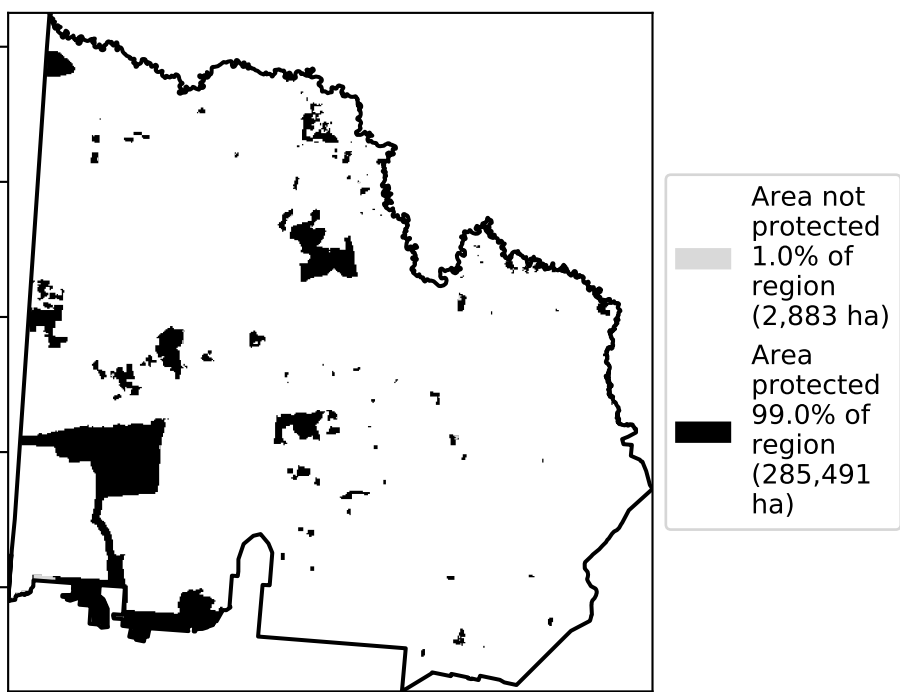 Area not
protected
1.0% of
region
(2,883 ha)
Area
protected
99.0% of
region
(285,491
ha)